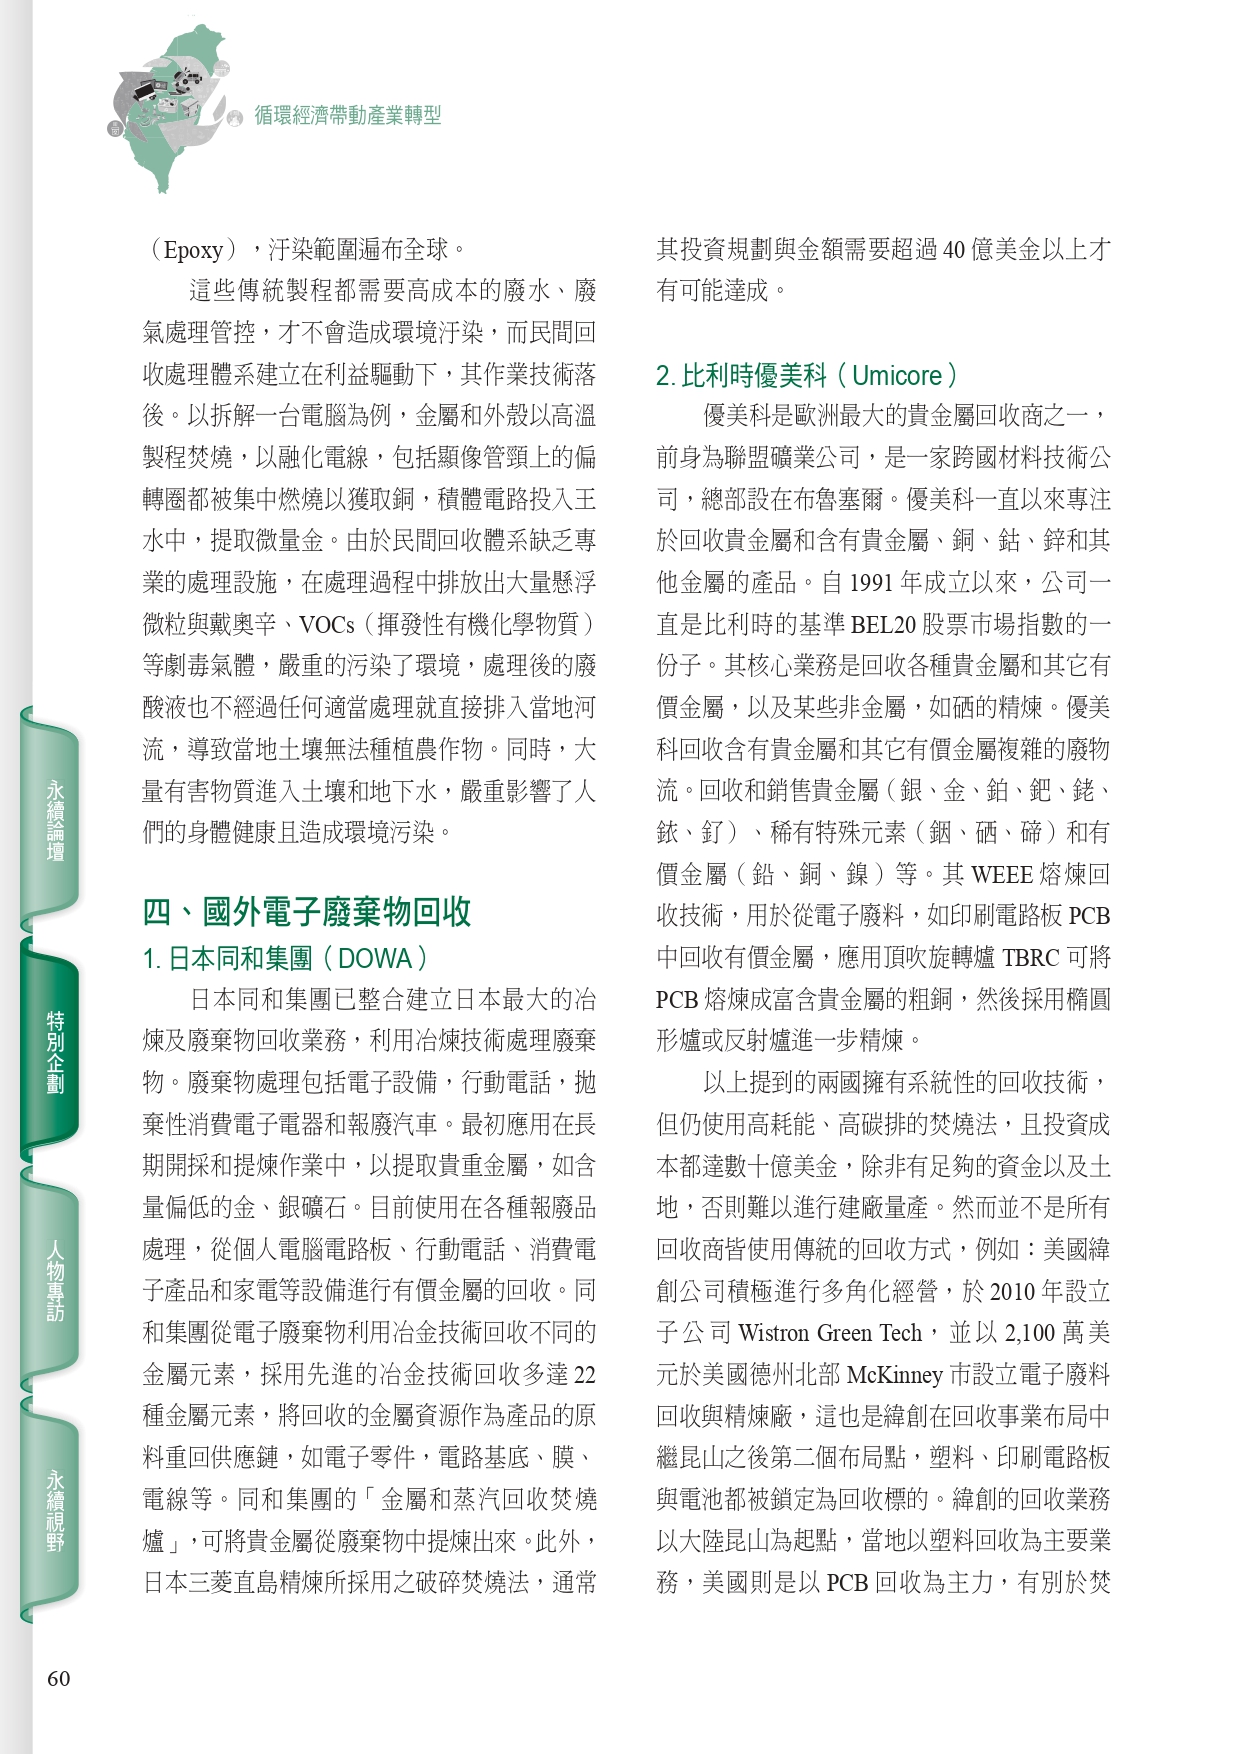 循環經濟帶動產業轉型
（Epoxy），汙染範圍遍布全球。
這些傳統製程都需要高成本的廢水、廢
氣處理管控，才不會造成環境汙染，而民間回
收處理體系建立在利益驅動下，其作業技術落
後。以拆解一台電腦為例，金屬和外殼以高溫
製程焚燒，以融化電線，包括顯像管頸上的偏
轉圈都被集中燃燒以獲取銅，積體電路投入王
水中，提取微量金。由於民間回收體系缺乏專
業的處理設施，在處理過程中排放出大量懸浮
微粒與戴奧辛、VOCs（揮發性有機化學物質）
等劇毒氣體，嚴重的污染了環境，處理後的廢
酸液也不經過任何適當處理就直接排入當地河
流，導致當地土壤無法種植農作物。同時，大
量有害物質進入土壤和地下水，嚴重影響了人
們的身體健康且造成環境污染。
四、國外電子廢棄物回收
1. 日本同和集團（DOWA）
日本同和集團已整合建立日本最大的冶
煉及廢棄物回收業務，利用冶煉技術處理廢棄
物。廢棄物處理包括電子設備，行動電話，拋
棄性消費電子電器和報廢汽車。最初應用在長
期開採和提煉作業中，以提取貴重金屬，如含
量偏低的金、銀礦石。目前使用在各種報廢品
處理，從個人電腦電路板、行動電話、消費電
子產品和家電等設備進行有價金屬的回收。同
和集團從電子廢棄物利用冶金技術回收不同的
金屬元素，採用先進的冶金技術回收多達 22
種金屬元素，將回收的金屬資源作為產品的原
料重回供應鏈，如電子零件，電路基底、膜、
電線等。同和集團的「金屬和蒸汽回收焚燒
爐」，可將貴金屬從廢棄物中提煉出來。此外，
日本三菱直島精煉所採用之破碎焚燒法，通常
其投資規劃與金額需要超過 40 億美金以上才
有可能達成。
2. 比利時優美科（Umicore）
優美科是歐洲最大的貴金屬回收商之一，
前身為聯盟礦業公司，是一家跨國材料技術公
司，總部設在布魯塞爾。優美科一直以來專注
於回收貴金屬和含有貴金屬、銅、鈷、鋅和其
他金屬的產品。自 1991 年成立以來，公司一
直是比利時的基準 BEL20 股票市場指數的一
份子。其核心業務是回收各種貴金屬和其它有
價金屬，以及某些非金屬，如硒的精煉。優美
科回收含有貴金屬和其它有價金屬複雜的廢物
流。回收和銷售貴金屬（銀、金、鉑、鈀、銠、
銥、釕）、稀有特殊元素（銦、硒、碲）和有
價金屬（鉛、銅、鎳）等。其 WEEE 熔煉回
收技術，用於從電子廢料，如印刷電路板 PCB
中回收有價金屬，應用頂吹旋轉爐 TBRC 可將
PCB 熔煉成富含貴金屬的粗銅，然後採用橢圓
形爐或反射爐進一步精煉。
以上提到的兩國擁有系統性的回收技術，
但仍使用高耗能、高碳排的焚燒法，且投資成
本都達數十億美金，除非有足夠的資金以及土
地，否則難以進行建廠量產。然而並不是所有
回收商皆使用傳統的回收方式，例如：美國緯
創公司積極進行多角化經營，於 2010 年設立
子公司 Wistron Green Tech，並以 2,100 萬美
元於美國德州北部 McKinney 市設立電子廢料
回收與精煉廠，這也是緯創在回收事業布局中
繼昆山之後第二個布局點，塑料、印刷電路板
與電池都被鎖定為回收標的。緯創的回收業務
以大陸昆山為起點，當地以塑料回收為主要業
務，美國則是以 PCB 回收為主力，有別於焚
永續論壇
特別企劃
人物專訪
永續視野
60